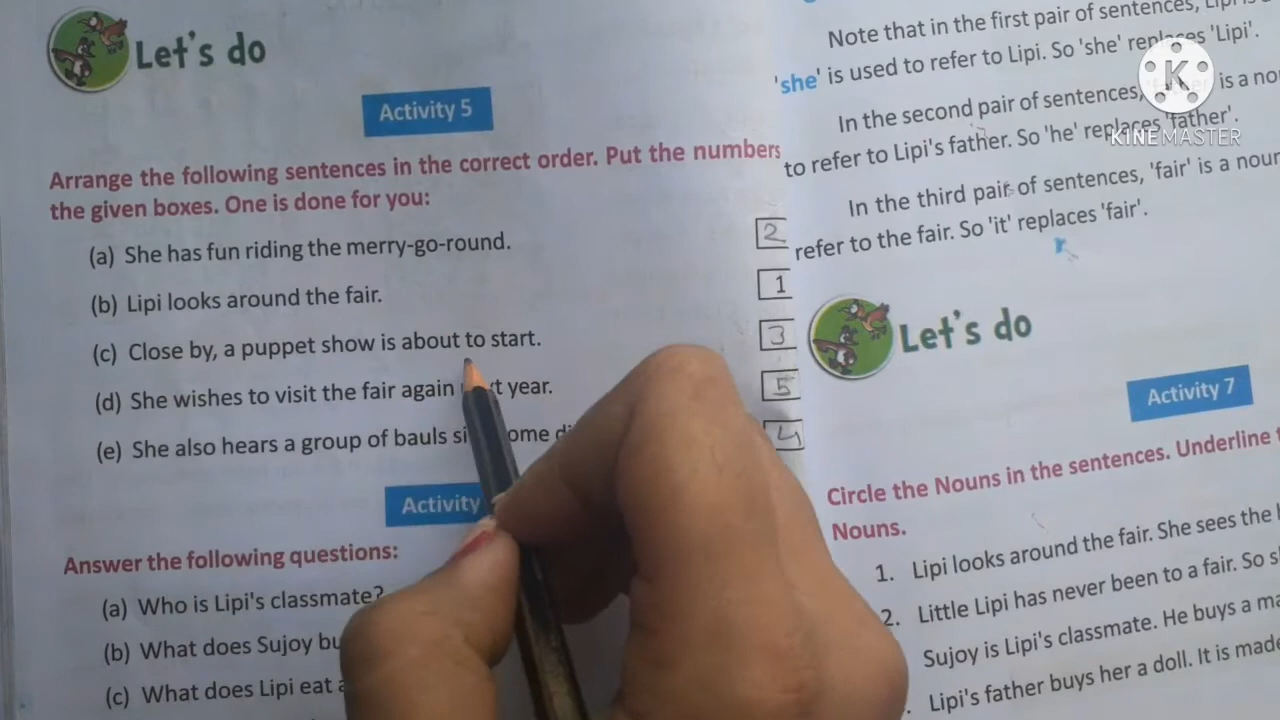 Let's do
Activity 5
Arrange the following sentences in the correct order. Put the numbers
the given boxes. One is done for you:
(a) She has fun riding the merry-go-round. 2
(b) Lipi looks around the fair. 1
(c) Close by, a puppet show is about to start. 3
(d) She wishes to visit the fair again year. 5
(e) She also hears a group of bauls 4
Activity
Answer the following questions:
(a) Who is Lipi's classmate?
(b) What does Sujoy
(c) What does Lipi eat
Note that in the first pair of sentences,
'she' is used to refer to Lipi. So 'she' replaces 'Lipi'.
In the second pair of sentences, is a
to refer to Lipi's father. So 'he' replaces 'father'.
In the third pair of sentences, 'fair' is a
refer to the fair. So 'it' replaces 'fair'.
Let's do
Activity 7
Circle the Nouns in the sentences. Underline
Nouns.
1. Lipi looks around the fair. She sees the
2. Little Lipi has never been to a fair. So
Sujoy is Lipi's classmate. He buys a
Lipi's father buys her a doll. It is made
K
KINEMASTER